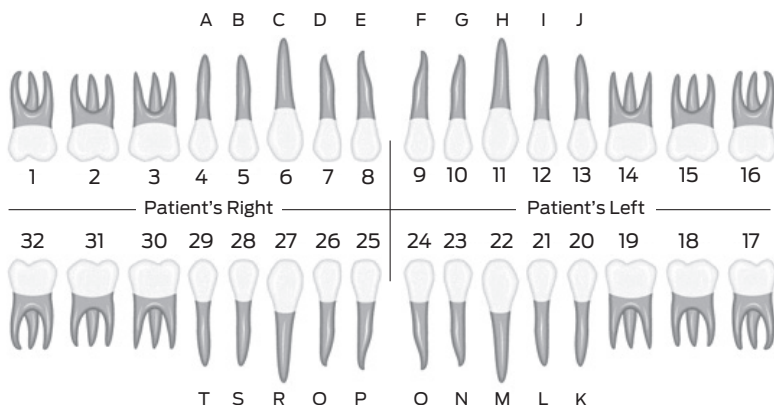 A B C D E F G H I J
1 2 3 4 5 6 7 8 9 10 11 12 13 14 15 16
Patient's Right Patient's Left
32 31 30 29 28 27 26 25 24 23 22 21 20 19 18 17
T S R O P O N M L K